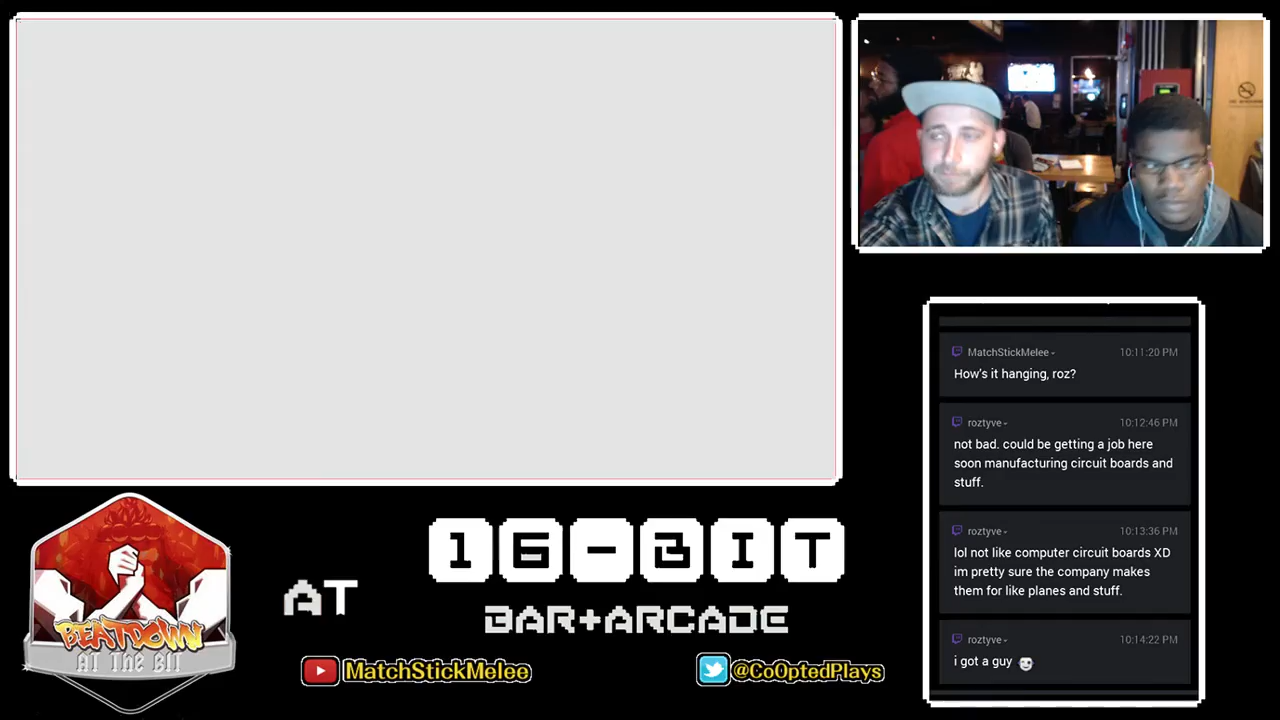 MatchStickMelee
10:11:20 PM
How's it hanging, roz?
roztyve
10:12:46 PM
not bad. could be getting a job here
soon manufacturing circuit boards and
stuff.
roztyve
10:13:36 PM
lol not like computer circuit boards XD
im pretty sure the company makes
them for like planes and stuff.
roztyve
10:14:22 PM
i got a guy
BEATDOWN
AT THE BIT
AT
16-BIT
BAR+ARCADE
MatchStickMelee
@CoOptedPlays